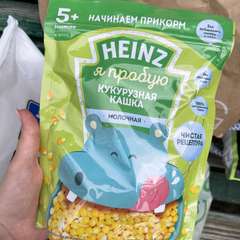 5+
НАЧИНАЕМ ПРИКОРМ
HEINZ
я пробую
КУКУРУЗНАЯ
КАШКА
МОЛОЧНАЯ
ЧИСТАЯ
РЕЦЕПТУРА